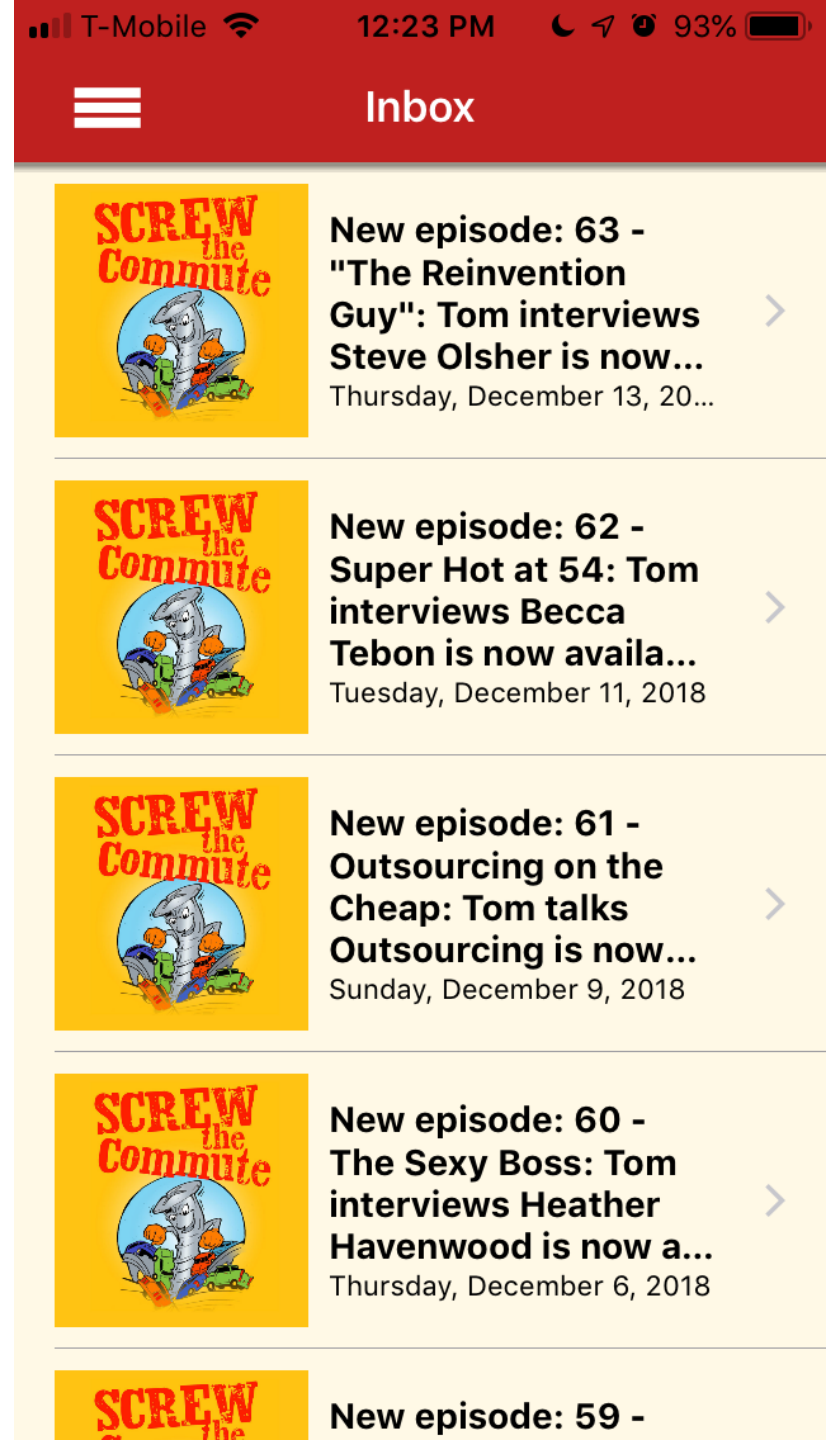 T-Mobile 12:23 PM 93%
Inbox
SCREW
the
Commute
New episode: 63 -
"The Reinvention
Guy": Tom interviews
Steve Olsher is now...
Thursday, December 13, 20...
SCREW
the
Commute
New episode: 62 -
Super Hot at 54: Tom
interviews Becca
Tebon is now availa...
Tuesday, December 11, 2018
SCREW
the
Commute
New episode: 61 -
Outsourcing on the
Cheap: Tom talks
Outsourcing is now...
Sunday, December 9, 2018
SCREW
the
Commute
New episode: 60 -
The Sexy Boss: Tom
interviews Heather
Havenwood is now a...
Thursday, December 6, 2018
SCREW
the
New episode: 59 -